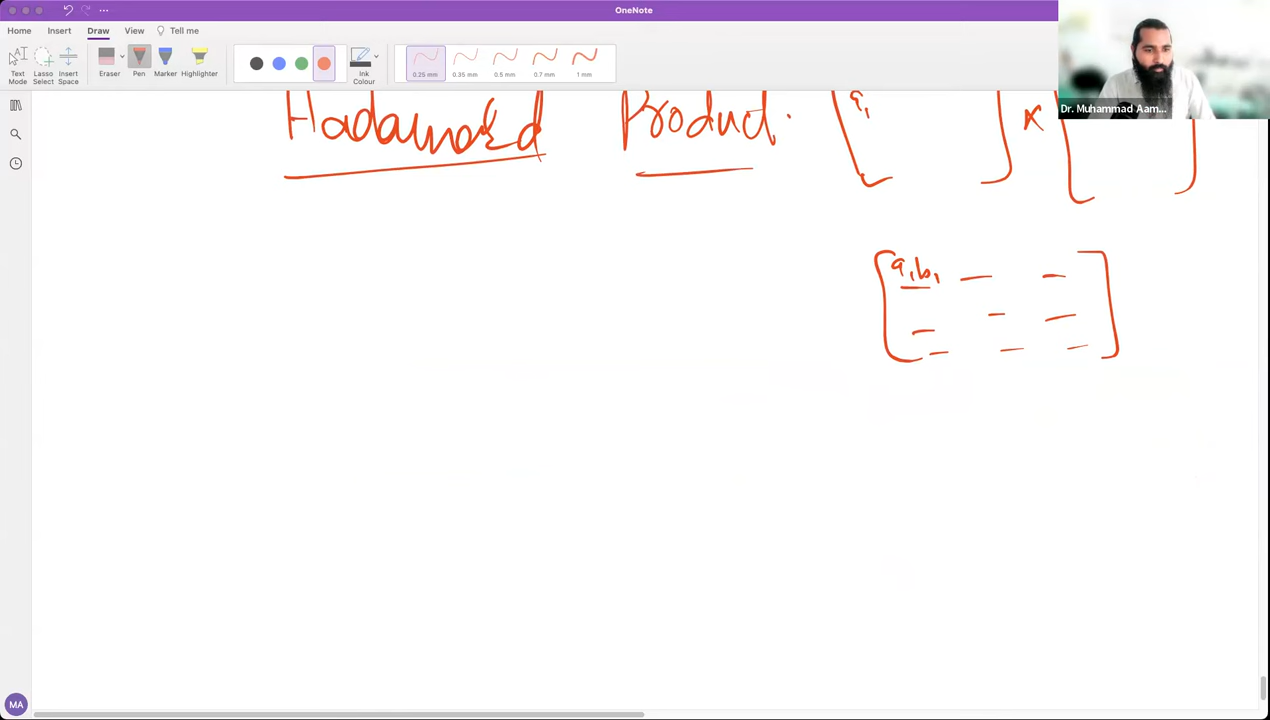 OneNote
Home Insert Draw View Tell me
Text Mode Lasso Select Insert Space Eraser Pen Marker Highlighter Ink Colour 0.25 mm 0.35 mm 0.5 mm 0.7 mm 1 mm
Dr. Muhammad Aam...
Hadamard Product. [a₁ ] × [ ]
[a₁b₁ — —
— — —
— — —]
MA